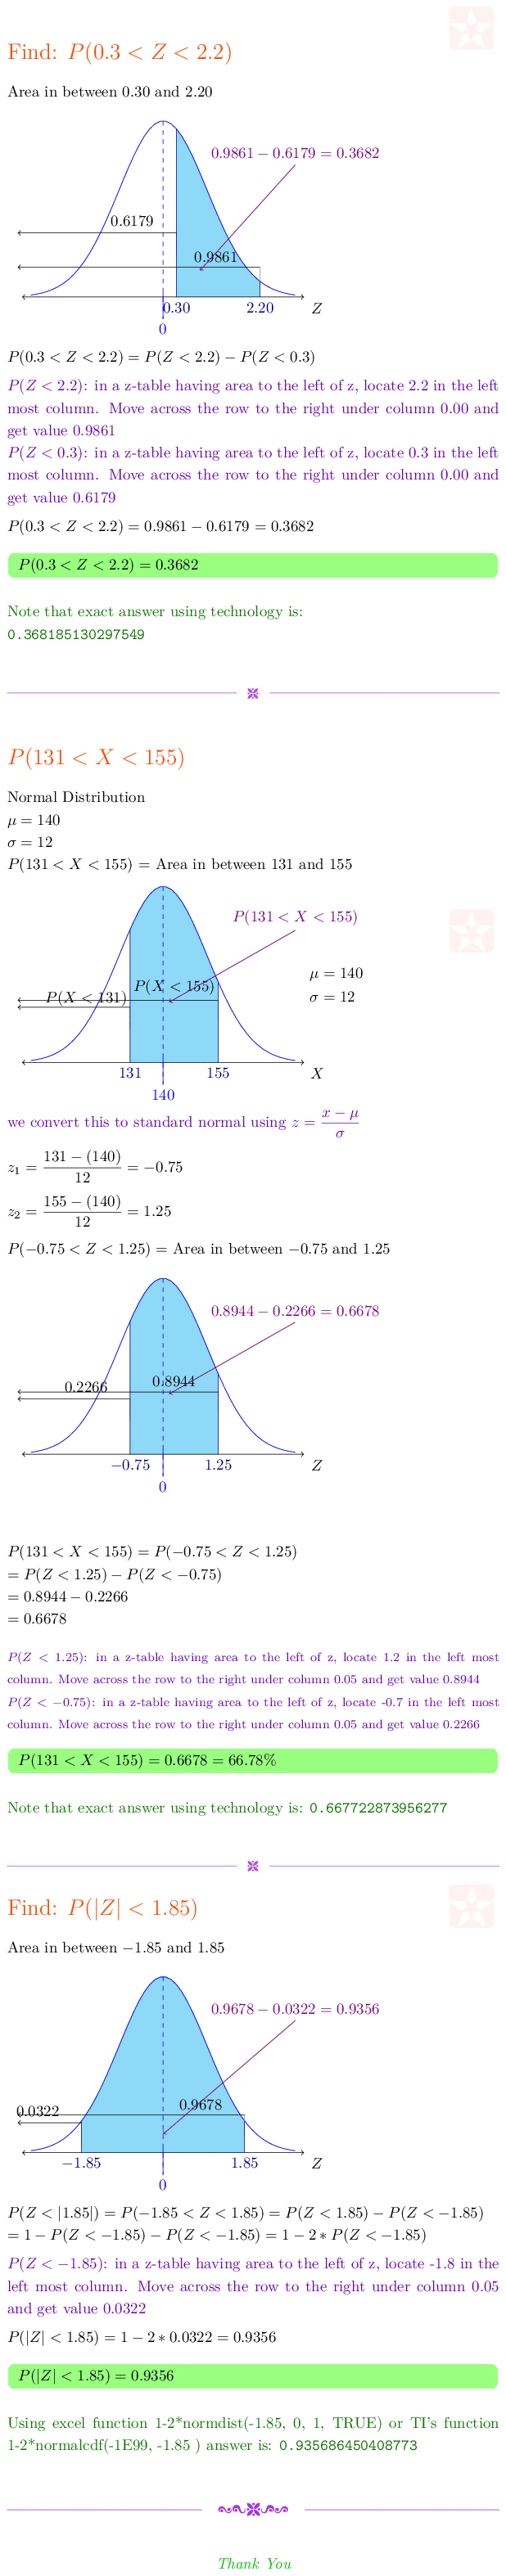 Find: P(0.3 < Z < 2.2)
Area in between 0.30 and 2.20
0.9861 − 0.6179 = 0.3682
0.6179
0.9861
0.30 2.20 Z
0
P(0.3 < Z < 2.2) = P(Z < 2.2) − P(Z < 0.3)
P(Z < 2.2): in a z-table having area to the left of z, locate 2.2 in the left
most column. Move across the row to the right under column 0.00 and
get value 0.9861
P(Z < 0.3): in a z-table having area to the left of z, locate 0.3 in the left
most column. Move across the row to the right under column 0.00 and
get value 0.6179
P(0.3 < Z < 2.2) = 0.9861 − 0.6179 = 0.3682
P(0.3 < Z < 2.2) = 0.3682
Note that exact answer using technology is:
0.368185130297549
P(131 < X < 155)
Normal Distribution
μ = 140
σ = 12
P(131 < X < 155) = Area in between 131 and 155
P(131 < X < 155)
μ = 140
P(X < 155)
P(X < 131)
σ = 12
131 155 X
140
we convert this to standard normal using z = (x − μ)/σ
z₁ = (131 − (140))/12 = −0.75
z₂ = (155 − (140))/12 = 1.25
P(−0.75 < Z < 1.25) = Area in between −0.75 and 1.25
0.8944 − 0.2266 = 0.6678
0.8944
0.2266
−0.75 1.25 Z
0
P(131 < X < 155) = P(−0.75 < Z < 1.25)
= P(Z < 1.25) − P(Z < −0.75)
= 0.8944 − 0.2266
= 0.6678
P(Z < 1.25): in a z-table having area to the left of z, locate 1.2 in the left most
column. Move across the row to the right under column 0.05 and get value 0.8944
P(Z < −0.75): in a z-table having area to the left of z, locate -0.7 in the left most
column. Move across the row to the right under column 0.05 and get value 0.2266
P(131 < X < 155) = 0.6678 = 66.78%
Note that exact answer using technology is: 0.667722873956277
Find: P(|Z| < 1.85)
Area in between −1.85 and 1.85
0.9678 − 0.0322 = 0.9356
0.9678
0.0322
−1.85 1.85 Z
0
P(Z < |1.85|) = P(−1.85 < Z < 1.85) = P(Z < 1.85) − P(Z < −1.85)
= 1 − P(Z < −1.85) − P(Z < −1.85) = 1 − 2 ∗ P(Z < −1.85)
P(Z < −1.85): in a z-table having area to the left of z, locate -1.8 in the
left most column. Move across the row to the right under column 0.05
and get value 0.0322
P(|Z| < 1.85) = 1 − 2 ∗ 0.0322 = 0.9356
P(|Z| < 1.85) = 0.9356
Using excel function 1-2*normdist(-1.85, 0, 1, TRUE) or TI's function
1-2*normalcdf(-1E99, -1.85 ) answer is: 0.935686450408773
Thank You